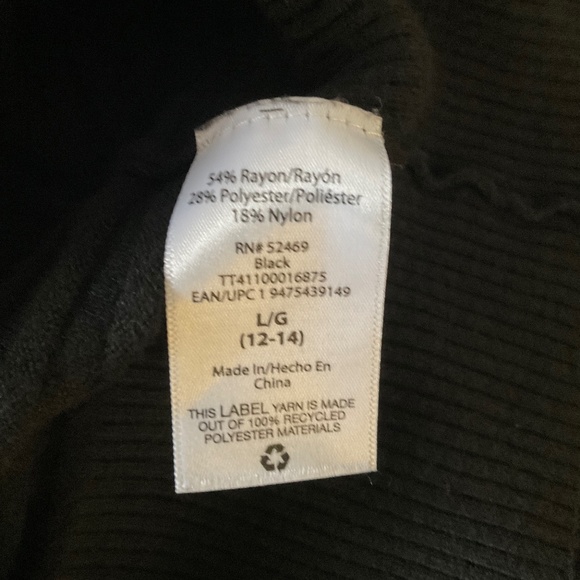 54% Rayon/Rayón
28% Polyester/Poliéster
18% Nylon
RN# 52469
Black
TT41100016875
EAN/UPC 1 9475439149
L/G
(12-14)
Made In/Hecho En
China
THIS LABEL YARN IS MADE
OUT OF 100% RECYCLED
POLYESTER MATERIALS